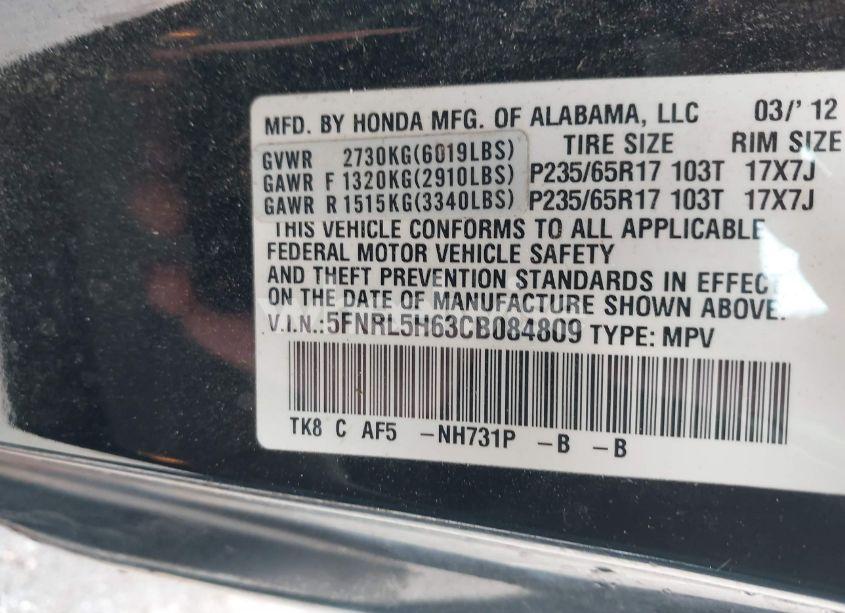 MFD. BY HONDA MFG. OF ALABAMA, LLC 03/' 12
TIRE SIZE RIM SIZE
GVWR 2730KG(6019LBS)
GAWR F 1320KG(2910LBS) P235/65R17 103T 17X7J
GAWR R 1515KG(3340LBS) P235/65R17 103T 17X7J
THIS VEHICLE CONFORMS TO ALL APPLICABLE
FEDERAL MOTOR VEHICLE SAFETY
AND THEFT PREVENTION STANDARDS IN EFFECT
ON THE DATE OF MANUFACTURE SHOWN ABOVE.
V.I.N.:5FNRL5H63CB084809 TYPE: MPV
TK8 C AF5 -NH731P -B -B